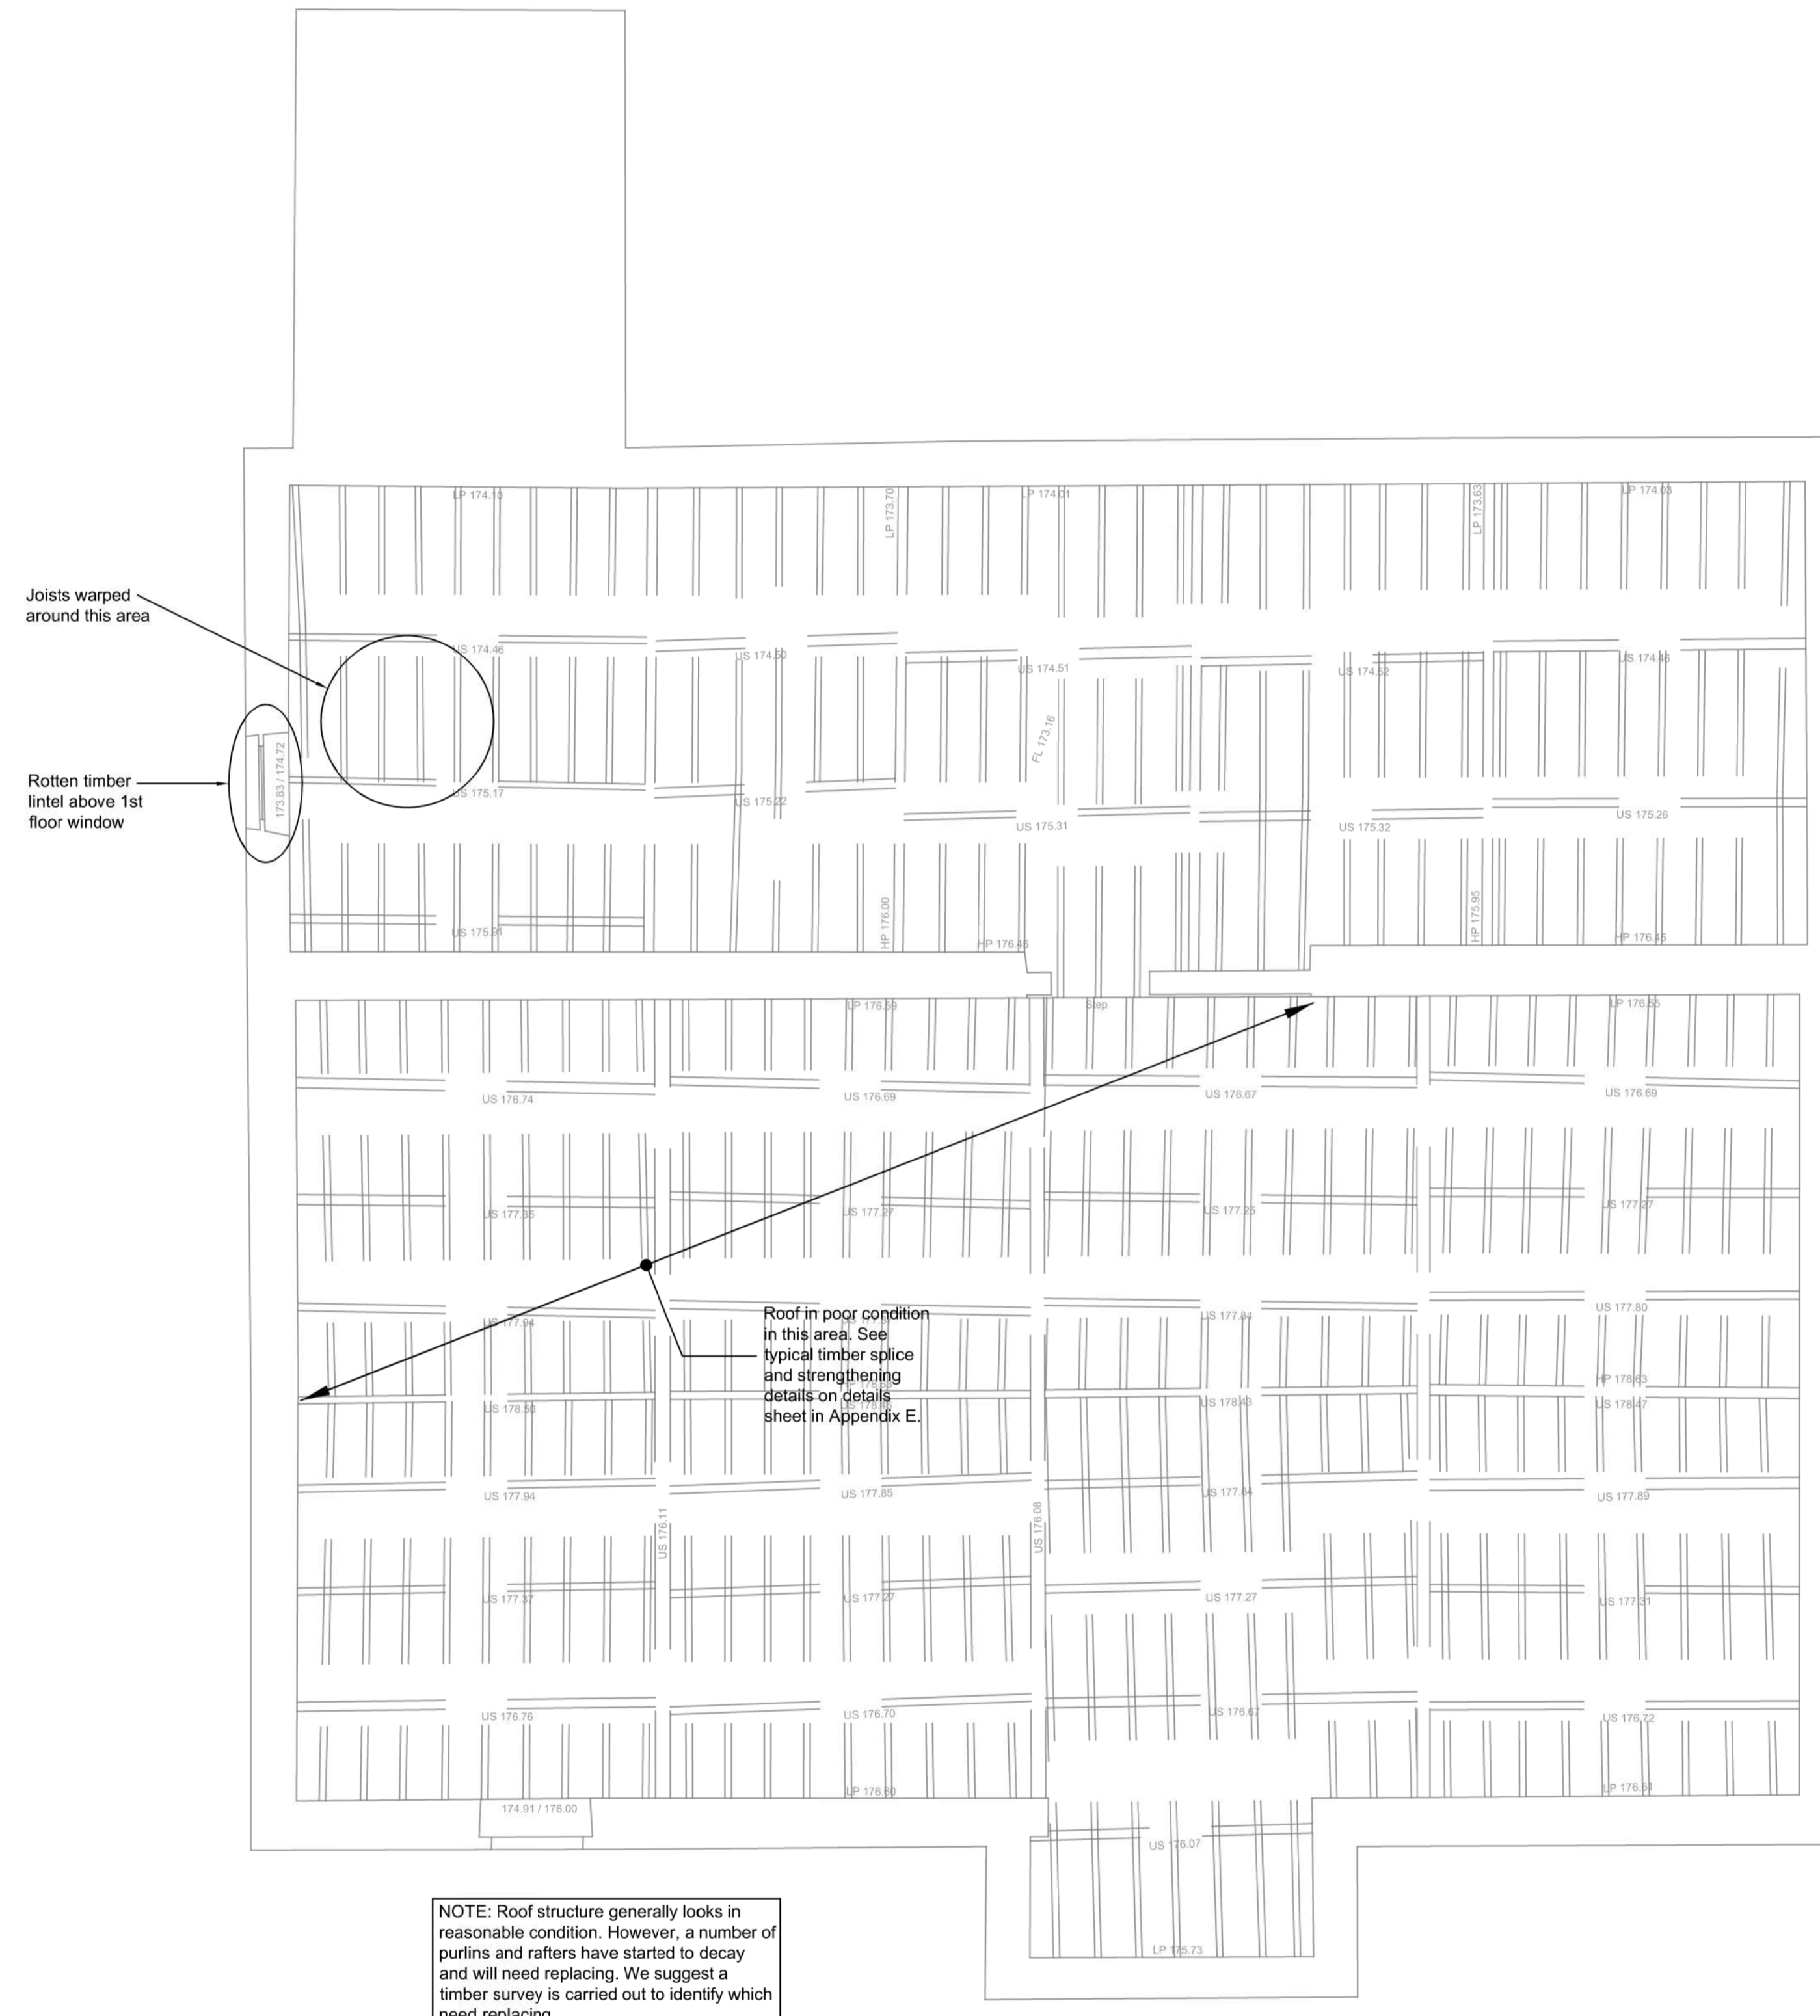 LP 174.10
LP 173.70
LP 174.01
LP 173.63
LP 174.03
Joists warped
around this area
US 174.46
US 174.50
US 174.51
US 174.52
US 174.46
FL 173.16
Rotten timber
lintel above 1st
floor window
173.83 / 174.72
US 175.17
US 175.22
US 175.31
US 175.32
US 175.26
US 175.91
HP 176.00
HP 176.45
HP 175.95
HP 176.45
LP 176.59
Step
LP 176.55
US 176.74
US 176.69
US 176.67
US 176.69
US 177.35
US 177.27
US 177.25
US 177.27
US 177.94
US 177.84
US 177.80
Roof in poor condition
in this area. See
typical timber splice
and strengthening
details on details
sheet in Appendix E.
HP 178.63
US 178.50
US 178.43
US 178.47
US 177.94
US 177.85
US 177.84
US 177.89
US 176.11
US 176.08
US 177.37
US 177.27
US 177.27
US 177.31
US 176.76
US 176.70
US 176.67
US 176.72
LP 176.60
LP 176.61
174.91 / 176.00
US 176.07
LP 175.73
NOTE: Roof structure generally looks in
reasonable condition. However, a number of
purlins and rafters have started to decay
and will need replacing. We suggest a
timber survey is carried out to identify which
need replacing.